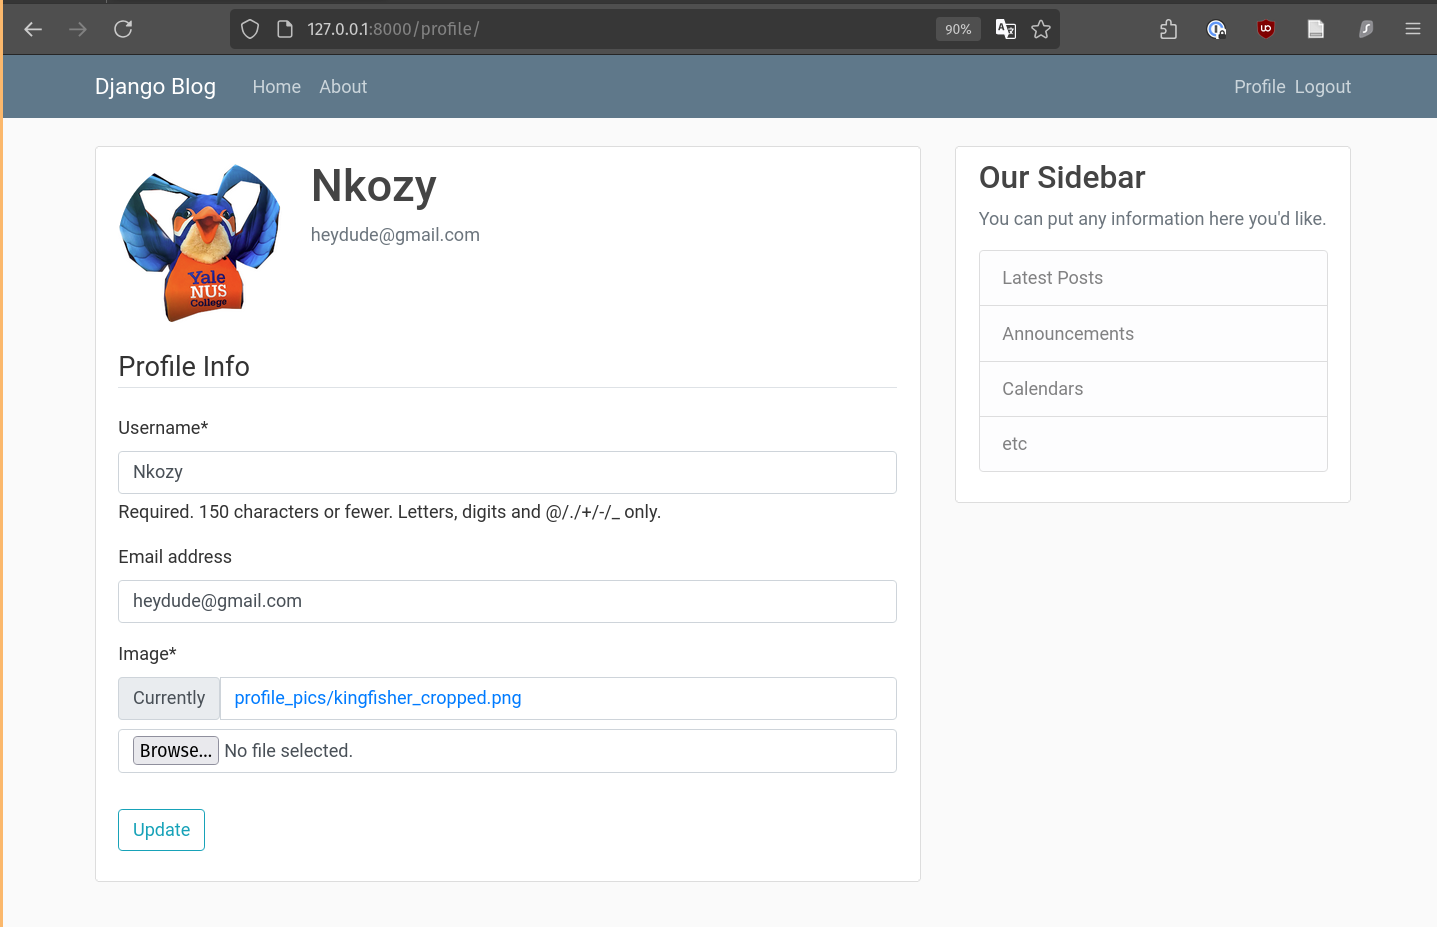 127.0.0.1:8000/profile/
90%
Django Blog Home About Profile Logout
Yale
NUS
College
Nkozy
heydude@gmail.com
Profile Info
Username*
Nkozy
Required. 150 characters or fewer. Letters, digits and @/./+/-/_ only.
Email address
heydude@gmail.com
Image*
Currently profile_pics/kingfisher_cropped.png
Browse... No file selected.
Update
Our Sidebar
You can put any information here you'd like.
Latest Posts
Announcements
Calendars
etc